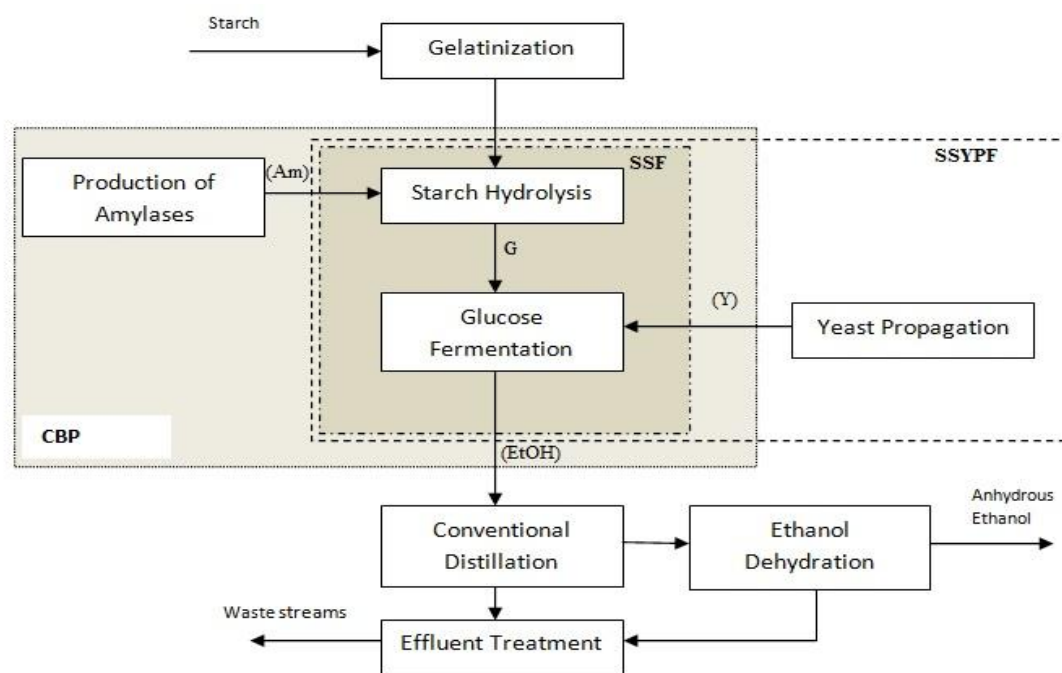 Starch
Gelatinization
SSYPF
SSF
Production of
Amylases
(Am)
Starch Hydrolysis
G
Glucose
Fermentation
(Y)
Yeast Propagation
CBP
(EtOH)
Conventional
Distillation
Ethanol
Dehydration
Anhydrous
Ethanol
Waste streams
Effluent Treatment